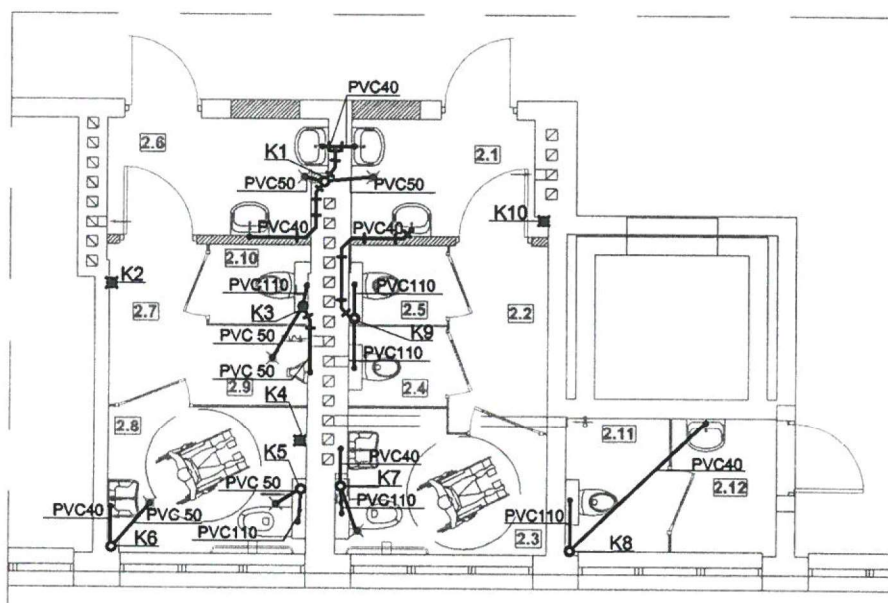 PVC40
2.6
K1
2.1
PVC50
PVC50
K10
PVC40
PVC40
2.10
K2
PVC110
PVC110
2.7
K3
2.5
2.2
K9
PVC 50
PVC110
PVC 50
2.9
2.4
2.8
K4
2.11
K5
PVC40
PVC40
K7
2.12
PVC 50
PVC40
PVC 50
PVC110
PVC110
PVC110
K6
2.3
K8